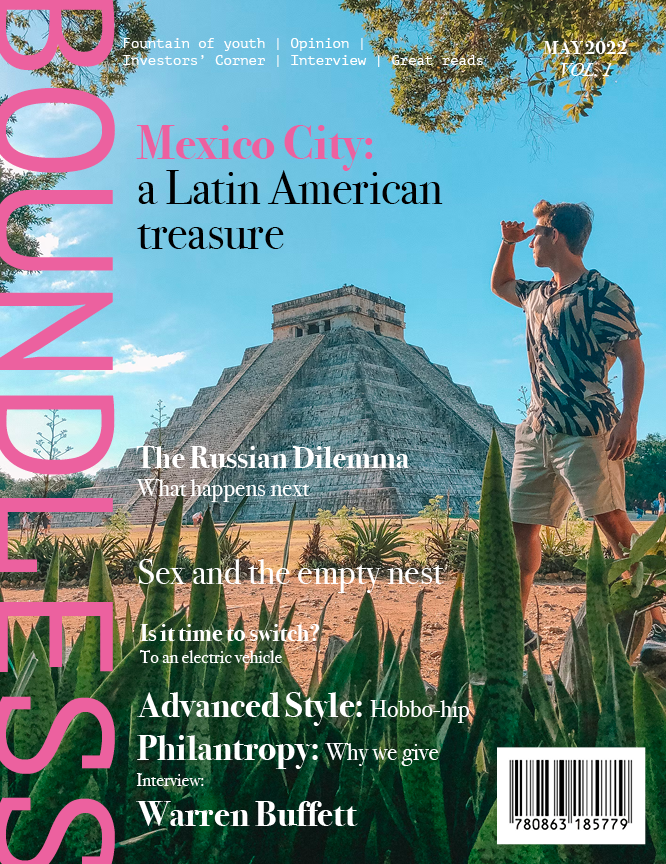 BOUNDLESS
Fountain of youth | Opinion |
Investors' Corner | Interview | Great reads
MAY 2022
VOL. 1
Mexico City:
a Latin American
treasure
The Russian Dilemma
What happens next
Sex and the empty nest
Is it time to switch?
To an electric vehicle
Advanced Style: Hobbo-hip
Philantropy: Why we give
Interview:
Warren Buffett
780863 185779